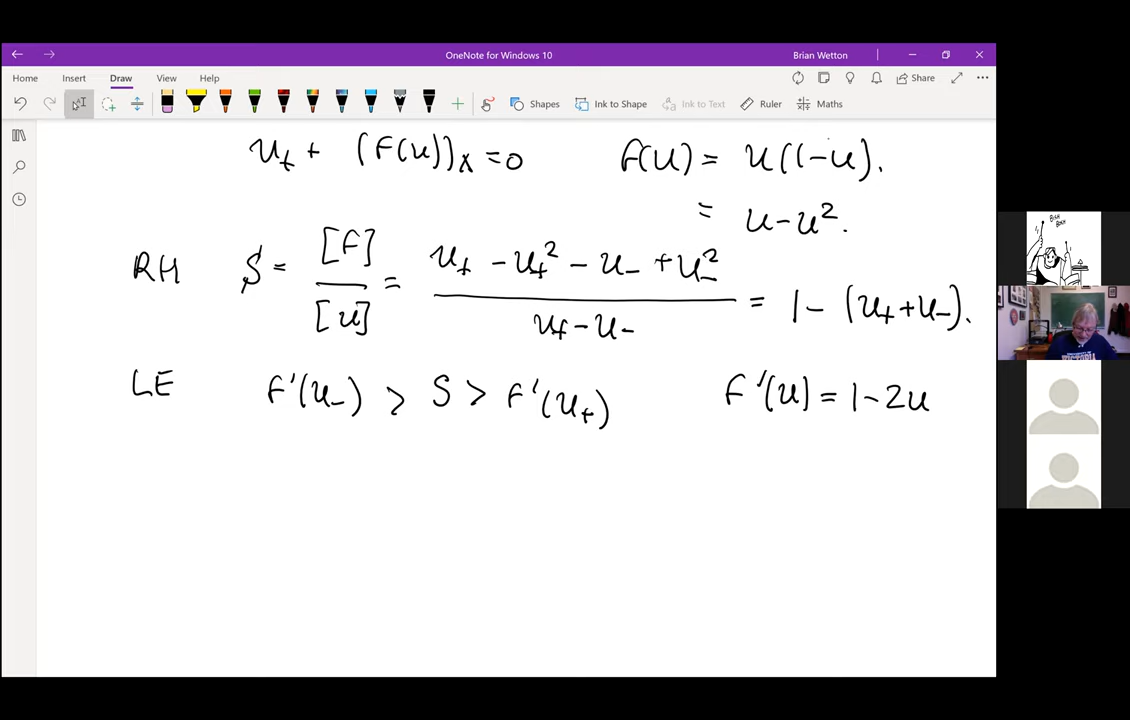 OneNote for Windows 10
Brian Wetton
Home Insert Draw View Help
Share
Shapes Ink to Shape Ink to Text Ruler Maths
u_t + (F(u))_x = 0 F(u) = u(1-u).
= u - u².
RH S = [F]/[u] = (u_+ - u_+² - u_- + u_-²)/(u_+ - u_-) = 1 - (u_+ + u_-).
LE F'(u_-) > S > F'(u_+) F'(u) = 1 - 2u